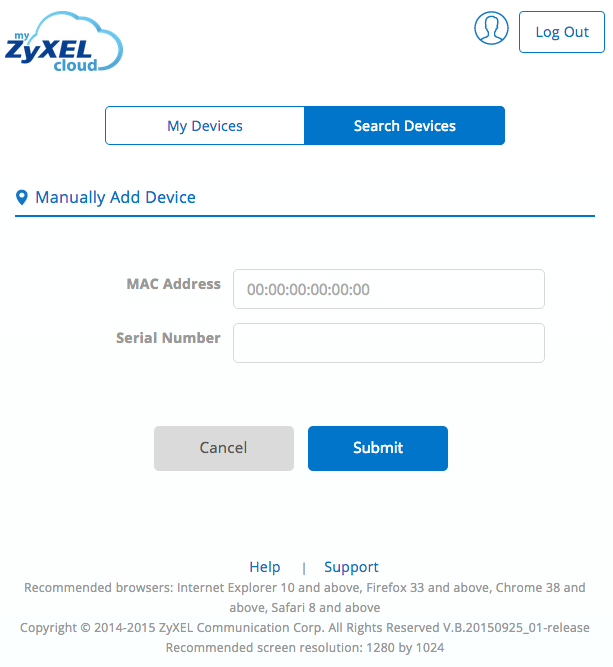 my
ZyXEL
cloud
Log Out
My Devices
Search Devices
Manually Add Device
MAC Address
00:00:00:00:00:00
Serial Number
Cancel
Submit
Help | Support
Recommended browsers: Internet Explorer 10 and above, Firefox 33 and above, Chrome 38 and
above, Safari 8 and above
Copyright © 2014-2015 ZyXEL Communication Corp. All Rights Reserved V.B.20150925_01-release
Recommended screen resolution: 1280 by 1024